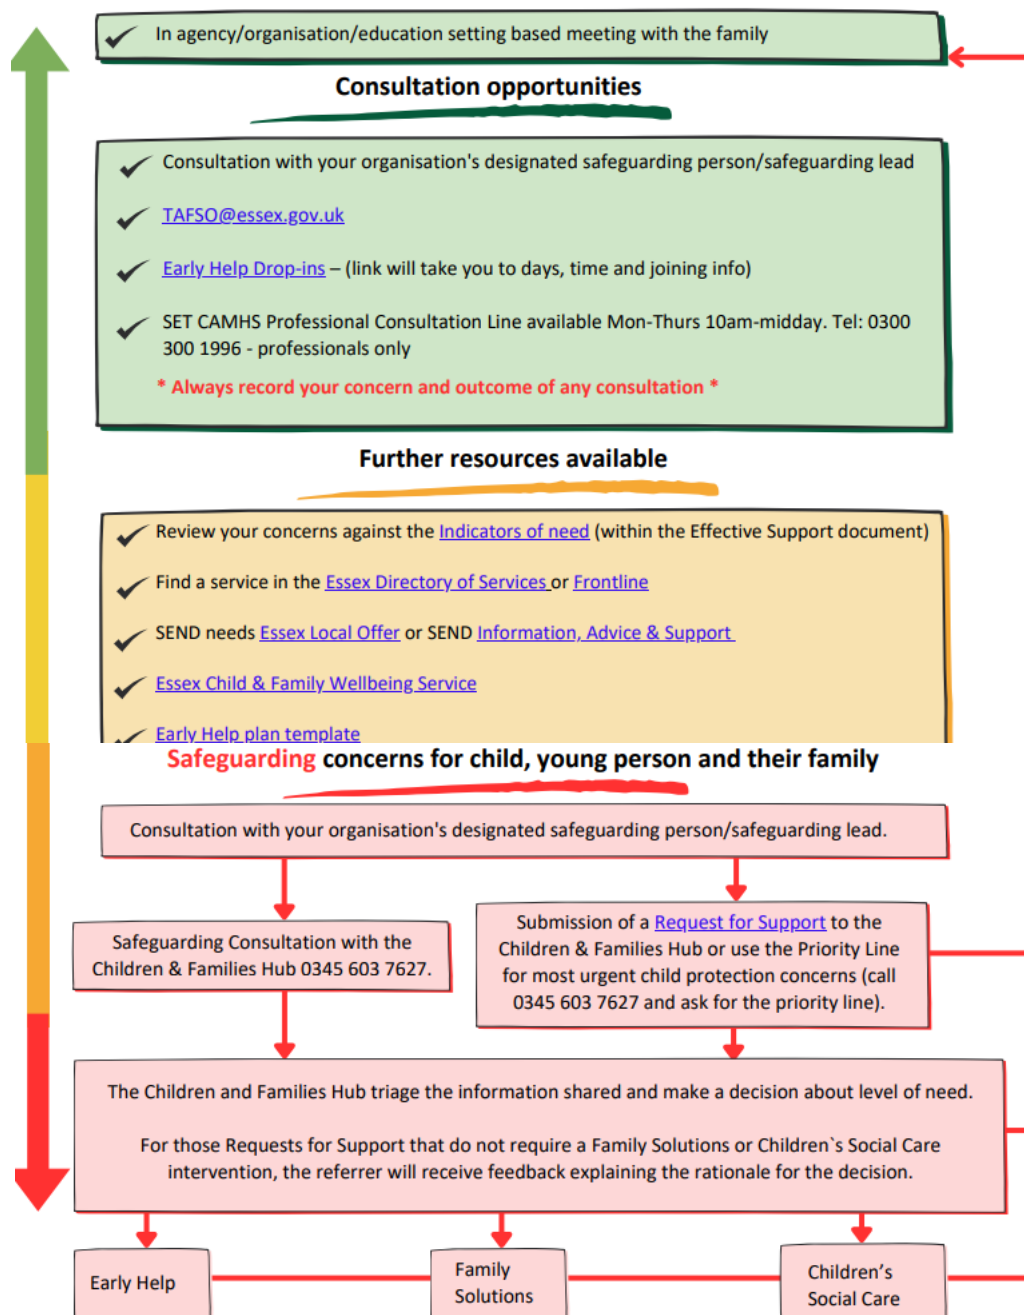 In agency/organisation/education setting based meeting with the family
Consultation opportunities
Consultation with your organisation's designated safeguarding person/safeguarding lead
TAFSO@essex.gov.uk
Early Help Drop-ins – (link will take you to days, time and joining info)
SET CAMHS Professional Consultation Line available Mon-Thurs 10am-midday. Tel: 0300
300 1996 - professionals only
* Always record your concern and outcome of any consultation *
Further resources available
Review your concerns against the Indicators of need (within the Effective Support document)
Find a service in the Essex Directory of Services or Frontline
SEND needs Essex Local Offer or SEND Information, Advice & Support
Essex Child & Family Wellbeing Service
Early Help plan template
Safeguarding concerns for child, young person and their family
Consultation with your organisation's designated safeguarding person/safeguarding lead.
Safeguarding Consultation with the
Children & Families Hub 0345 603 7627.
Submission of a Request for Support to the
Children & Families Hub or use the Priority Line
for most urgent child protection concerns (call
0345 603 7627 and ask for the priority line).
The Children and Families Hub triage the information shared and make a decision about level of need.
For those Requests for Support that do not require a Family Solutions or Children`s Social Care
intervention, the referrer will receive feedback explaining the rationale for the decision.
Early Help
Family
Solutions
Children’s
Social Care